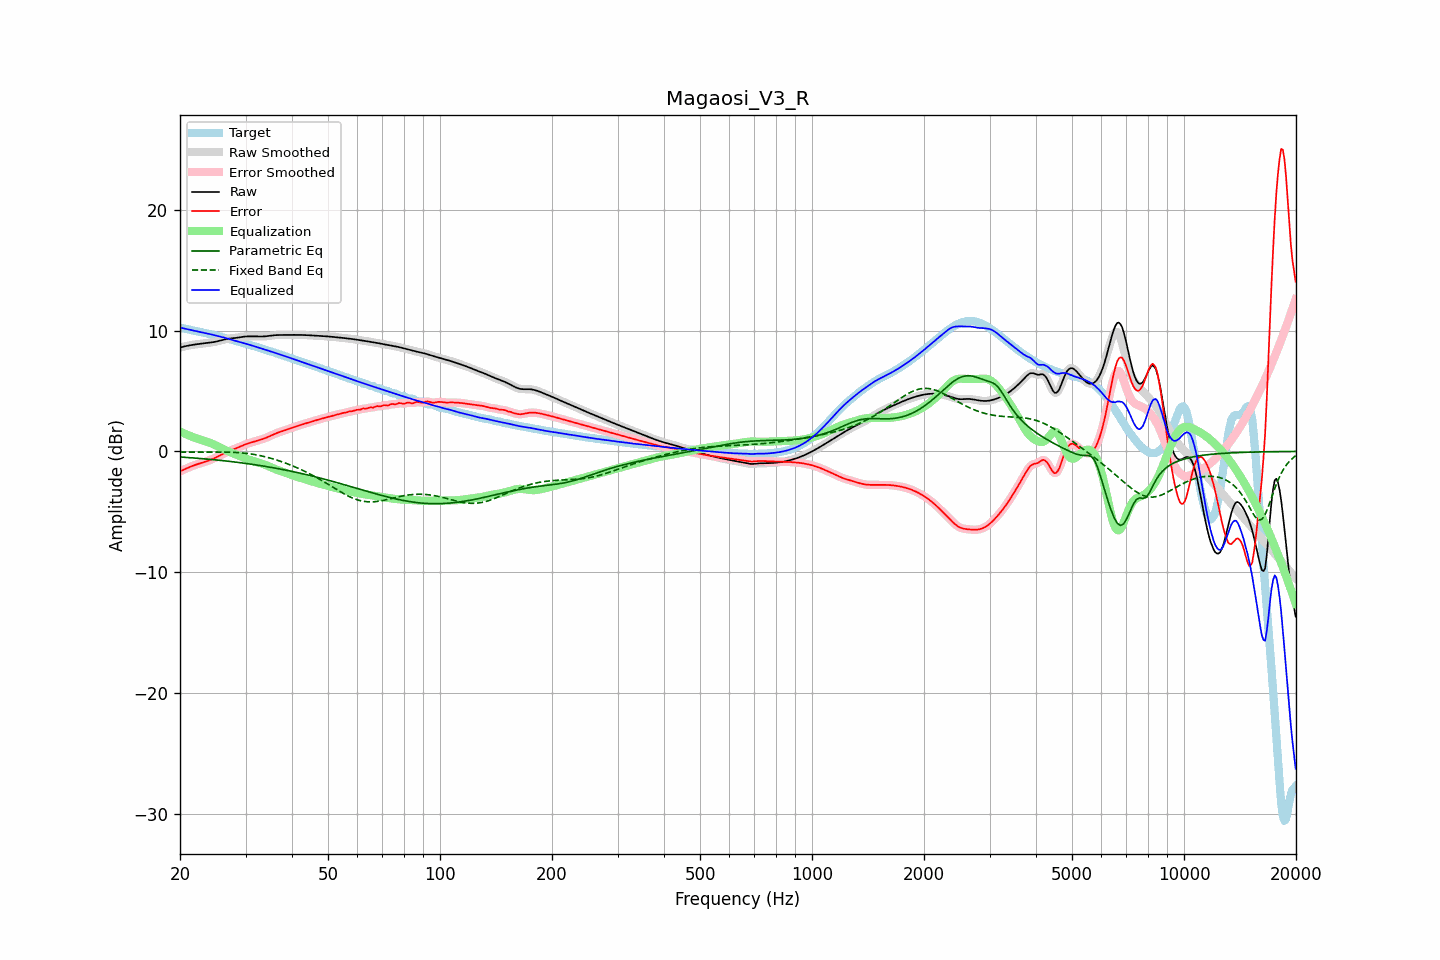 Magaosi_V3_R
Target
Raw Smoothed
Error Smoothed
Raw
Error
Equalization
Parametric Eq
Fixed Band Eq
Equalized
20
10
0
−10
−20
−30
Amplitude (dBr)
20 50 100 200 500 1000 2000 5000 10000 20000
Frequency (Hz)